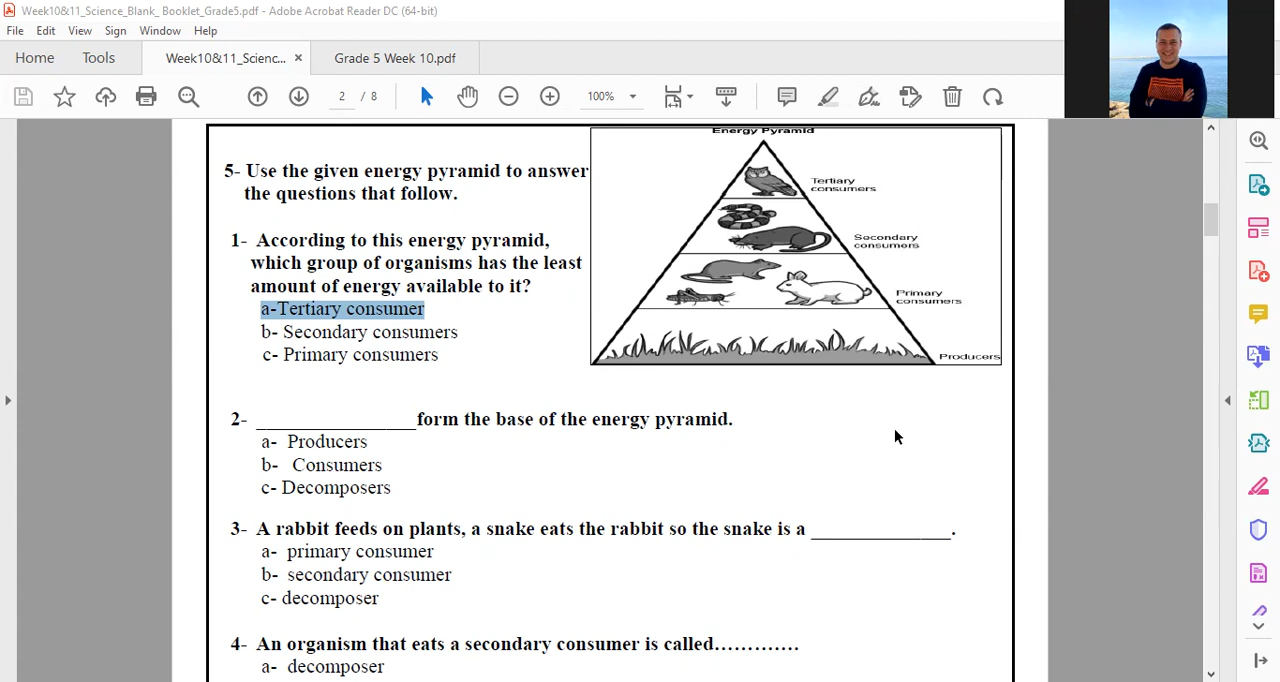 Week10&11_Science_Blank_ Booklet_Grade5.pdf - Adobe Acrobat Reader DC (64-bit)
File Edit View Sign Window Help
Home Tools Week10&11_Scienc... × Grade 5 Week 10.pdf
2 / 8 100%
Energy Pyramid
5- Use the given energy pyramid to answer
the questions that follow.
Tertiary
consumers
Secondary
consumers
Primary
consumers
Producers
1- According to this energy pyramid,
which group of organisms has the least
amount of energy available to it?
a-Tertiary consumer
b- Secondary consumers
c- Primary consumers
2- ________________form the base of the energy pyramid.
a- Producers
b- Consumers
c- Decomposers
3- A rabbit feeds on plants, a snake eats the rabbit so the snake is a ______________.
a- primary consumer
b- secondary consumer
c- decomposer
4- An organism that eats a secondary consumer is called………….
a- decomposer